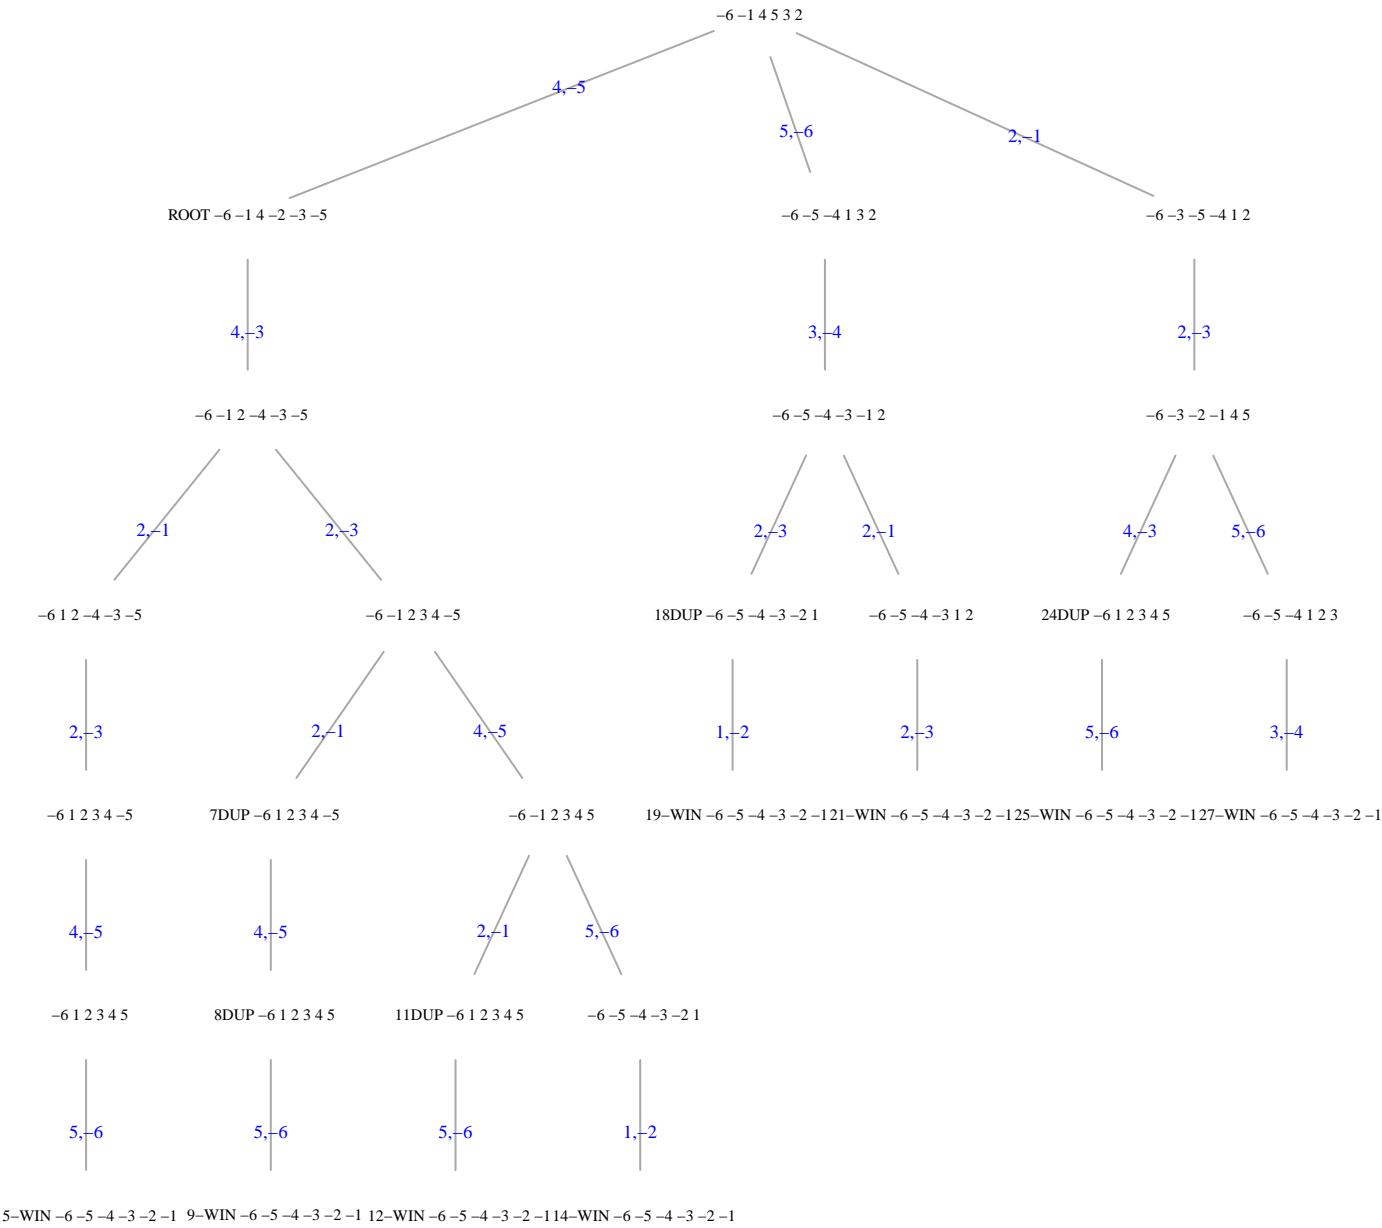 −6 −1 4 5 3 2
4,−5
5,−6
2,−1
ROOT −6 −1 4 −2 −3 −5
−6 −5 −4 1 3 2
−6 −3 −5 −4 1 2
4,−3
3,−4
2,−3
−6 −1 2 −4 −3 −5
−6 −5 −4 −3 −1 2
−6 −3 −2 −1 4 5
2,−1
2,−3
2,−3
2,−1
4,−3
5,−6
−6 1 2 −4 −3 −5
−6 −1 2 3 4 −5
18DUP −6 −5 −4 −3 −2 1
−6 −5 −4 −3 1 2
24DUP −6 1 2 3 4 5
−6 −5 −4 1 2 3
2,−3
2,−1
4,−5
1,−2
2,−3
5,−6
3,−4
−6 1 2 3 4 −5
7DUP −6 1 2 3 4 −5
−6 −1 2 3 4 5
19−WIN −6 −5 −4 −3 −2 −1
21−WIN −6 −5 −4 −3 −2 −1
25−WIN −6 −5 −4 −3 −2 −1
27−WIN −6 −5 −4 −3 −2 −1
4,−5
4,−5
2,−1
5,−6
−6 1 2 3 4 5
8DUP −6 1 2 3 4 5
11DUP −6 1 2 3 4 5
−6 −5 −4 −3 −2 1
5,−6
5,−6
5,−6
1,−2
5−WIN −6 −5 −4 −3 −2 −1
9−WIN −6 −5 −4 −3 −2 −1
12−WIN −6 −5 −4 −3 −2 −1
14−WIN −6 −5 −4 −3 −2 −1